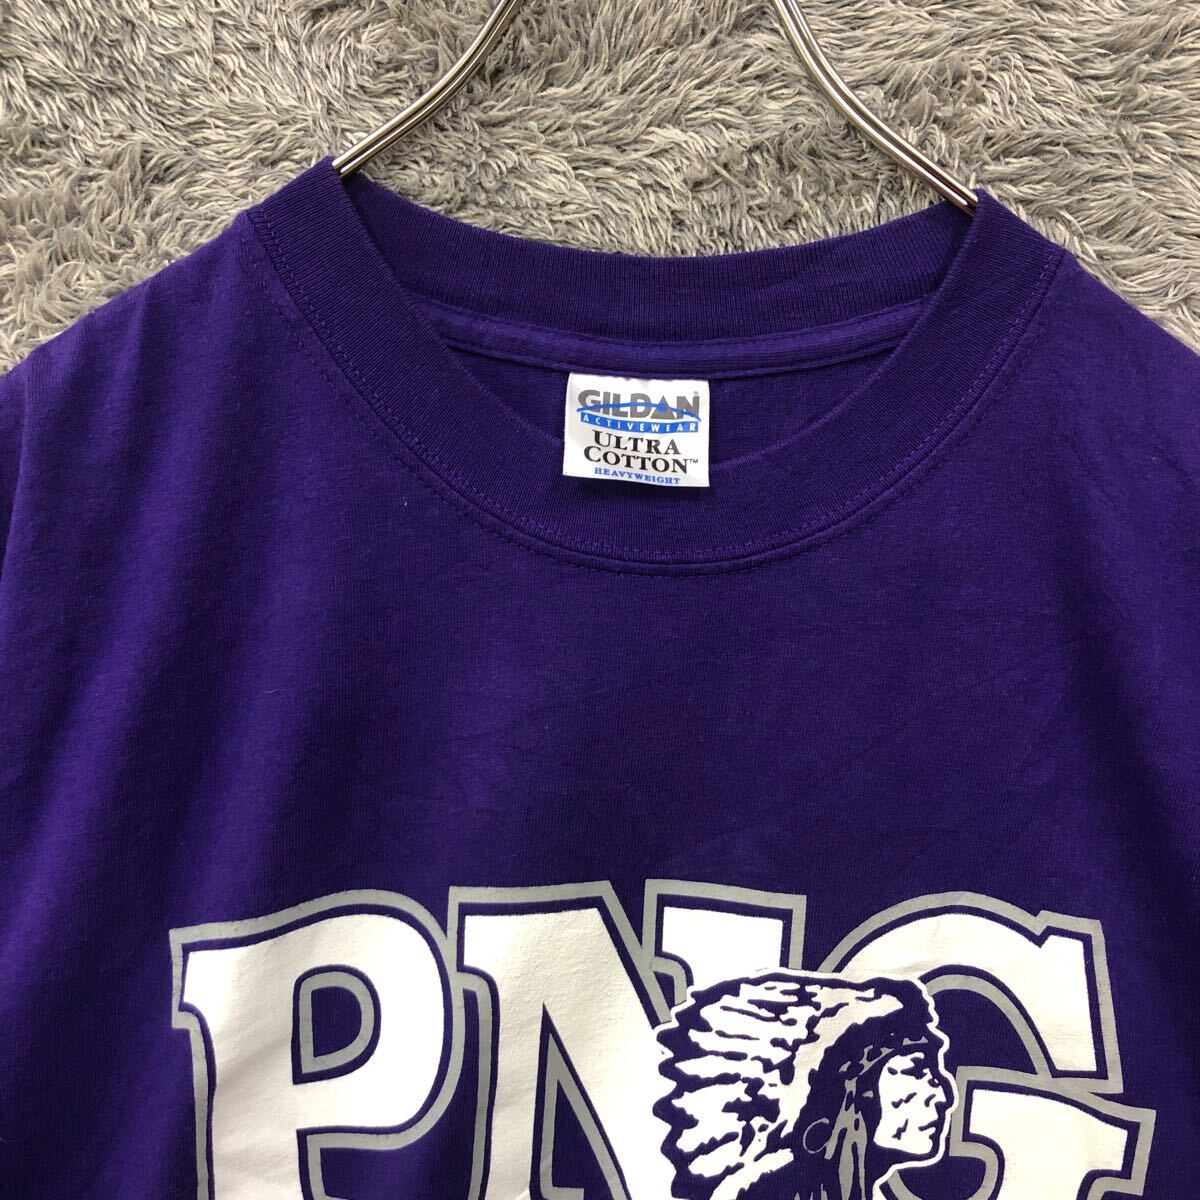 GILDAN®
ACTIVEWEAR
ULTRA
COTTON™
HEAVYWEIGHT
PNG